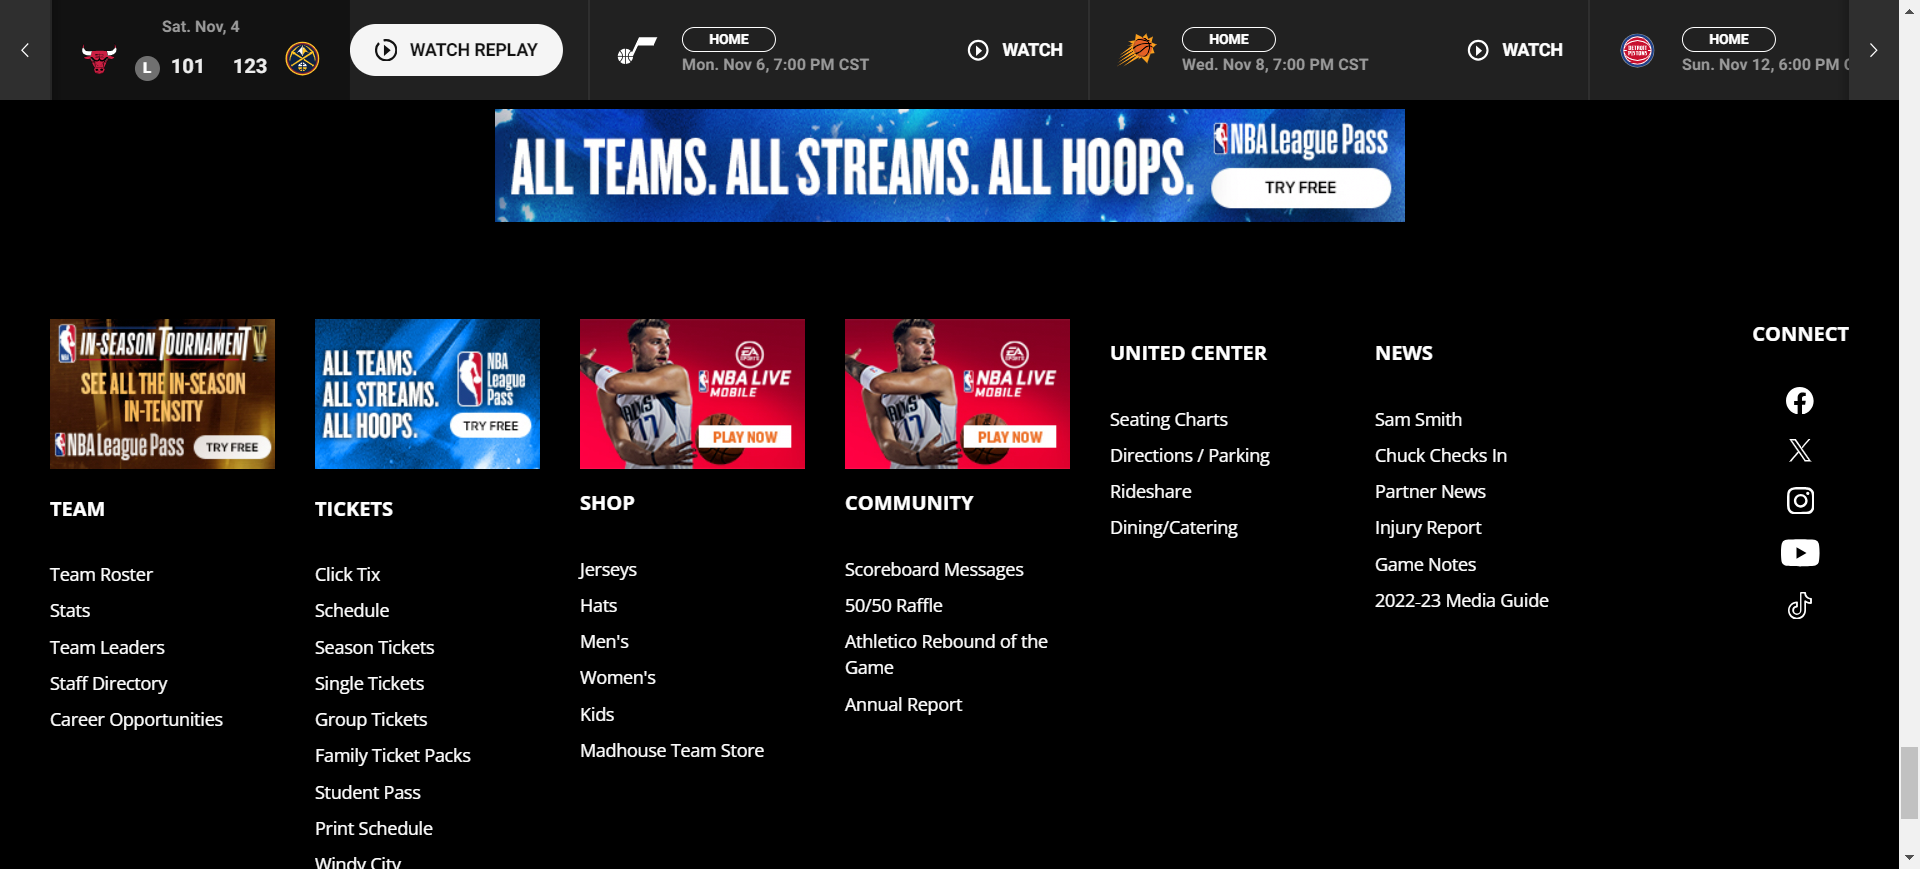 Sat. Nov, 4
L 101 123
WATCH REPLAY
HOME
Mon. Nov 6, 7:00 PM CST
WATCH
HOME
Wed. Nov 8, 7:00 PM CST
WATCH
DETROIT PISTONS
HOME
Sun. Nov 12, 6:00 PM
ALL TEAMS. ALL STREAMS. ALL HOOPS.
NBA League Pass
TRY FREE
IN-SEASON TOURNAMENT
SEE ALL THE IN-SEASON
IN-TENSITY
NBA League Pass
TRY FREE
TEAM
Team Roster
Stats
Team Leaders
Staff Directory
Career Opportunities
ALL TEAMS.
ALL STREAMS.
ALL HOOPS.
NBA
League
Pass
TRY FREE
TICKETS
Click Tix
Schedule
Season Tickets
Single Tickets
Group Tickets
Family Ticket Packs
Student Pass
Print Schedule
Windy City
EA
SPORTS
NBA LIVE
MOBILE
17
PLAY NOW
SHOP
Jerseys
Hats
Men's
Women's
Kids
Madhouse Team Store
EA
SPORTS
NBA LIVE
MOBILE
17
PLAY NOW
COMMUNITY
Scoreboard Messages
50/50 Raffle
Athletico Rebound of the
Game
Annual Report
UNITED CENTER
Seating Charts
Directions / Parking
Rideshare
Dining/Catering
NEWS
Sam Smith
Chuck Checks In
Partner News
Injury Report
Game Notes
2022-23 Media Guide
CONNECT